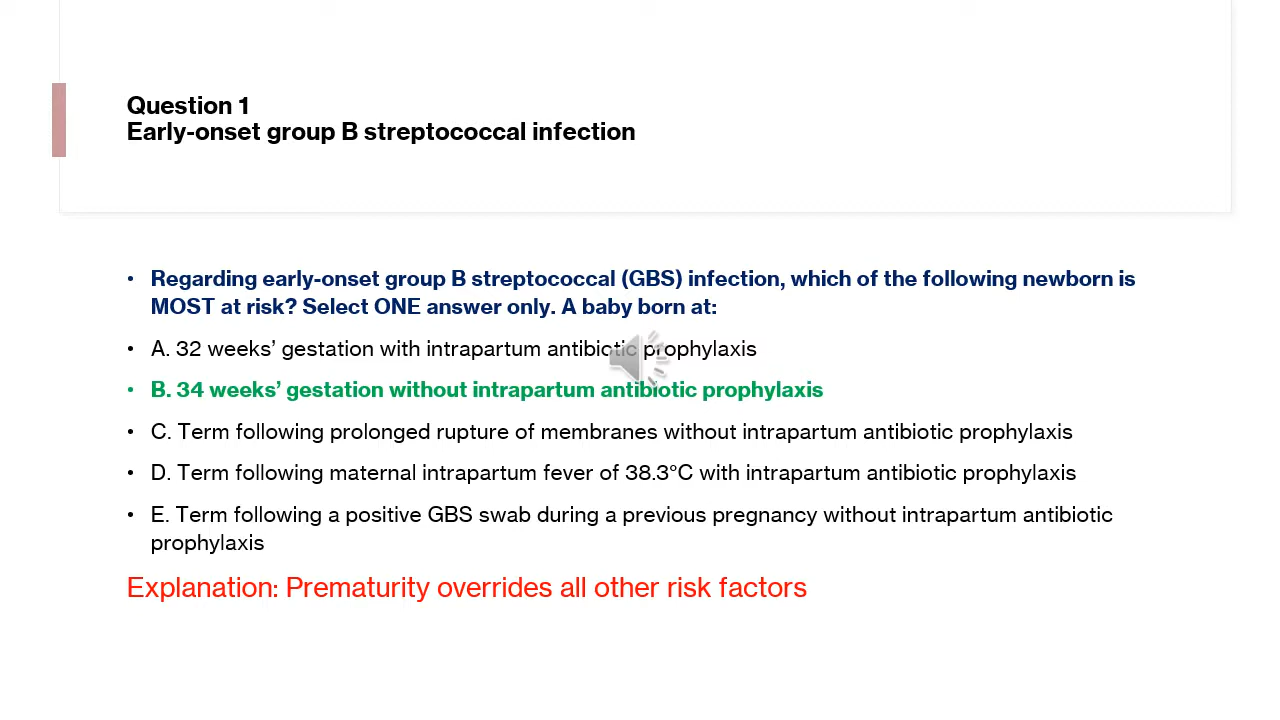 Question 1
Early-onset group B streptococcal infection
• Regarding early-onset group B streptococcal (GBS) infection, which of the following newborn is
MOST at risk? Select ONE answer only. A baby born at:
• A. 32 weeks’ gestation with intrapartum antibiotic prophylaxis
• B. 34 weeks’ gestation without intrapartum antibiotic prophylaxis
• C. Term following prolonged rupture of membranes without intrapartum antibiotic prophylaxis
• D. Term following maternal intrapartum fever of 38.3°C with intrapartum antibiotic prophylaxis
• E. Term following a positive GBS swab during a previous pregnancy without intrapartum antibiotic
prophylaxis
Explanation: Prematurity overrides all other risk factors